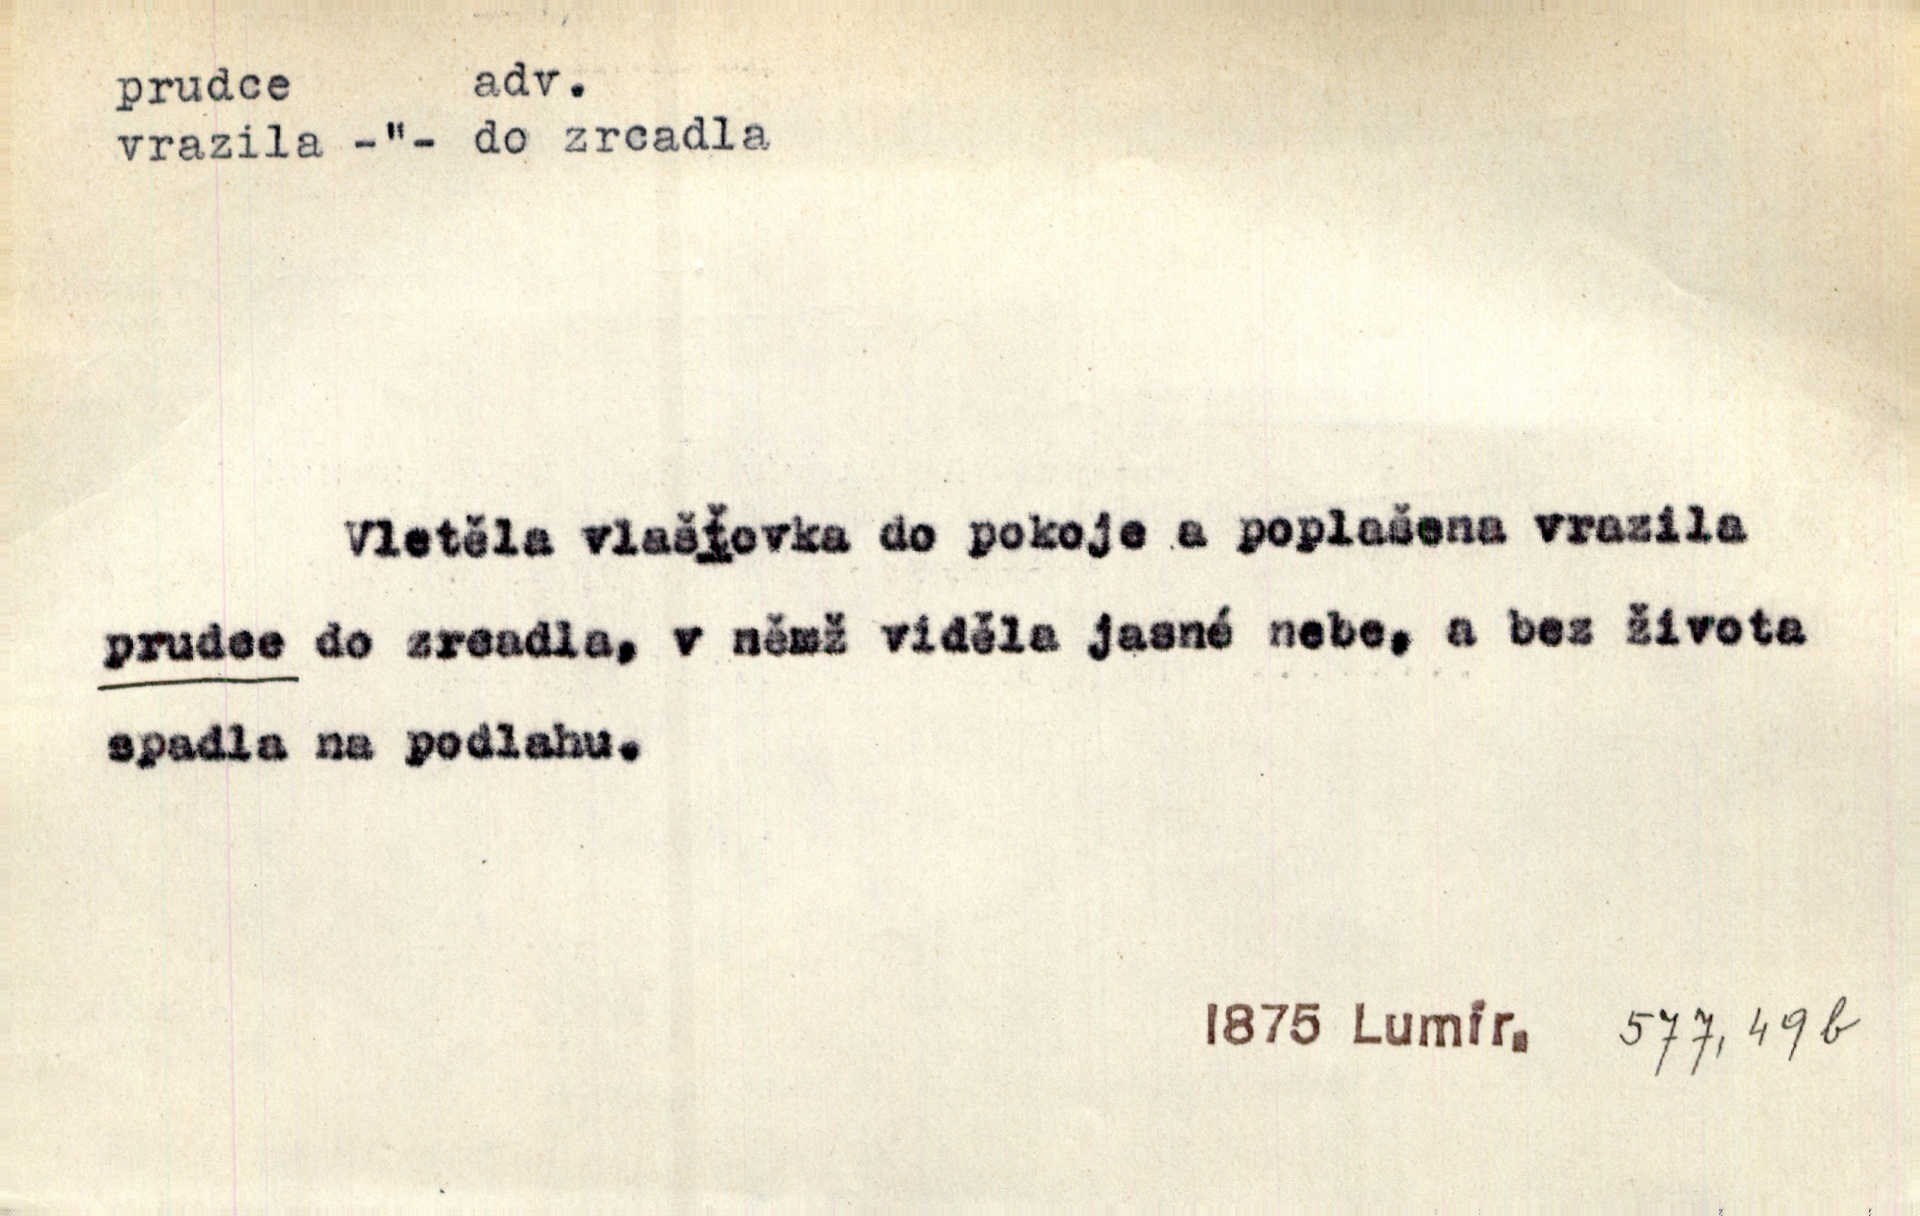 prudce adv.
vrazila -"- do zrcadla
Vletěla vlašťovka do pokoje a poplašena vrazila
prudce do zrcadla, v němž viděla jasné nebe, a bez života
spadla na podlahu.
1875 Lumír. 577,49b